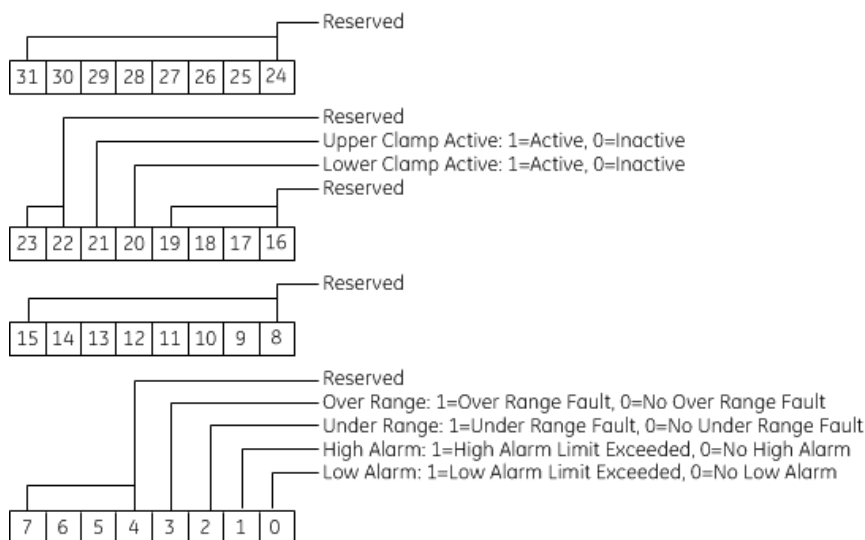 Reserved
31 30 29 28 27 26 25 24
Reserved
Upper Clamp Active: 1=Active, 0=Inactive
Lower Clamp Active: 1=Active, 0=Inactive
Reserved
23 22 21 20 19 18 17 16
Reserved
15 14 13 12 11 10 9 8
Reserved
Over Range: 1=Over Range Fault, 0=No Over Range Fault
Under Range: 1=Under Range Fault, 0=No Under Range Fault
High Alarm: 1=High Alarm Limit Exceeded, 0=No High Alarm
Low Alarm: 1=Low Alarm Limit Exceeded, 0=No Low Alarm
7 6 5 4 3 2 1 0